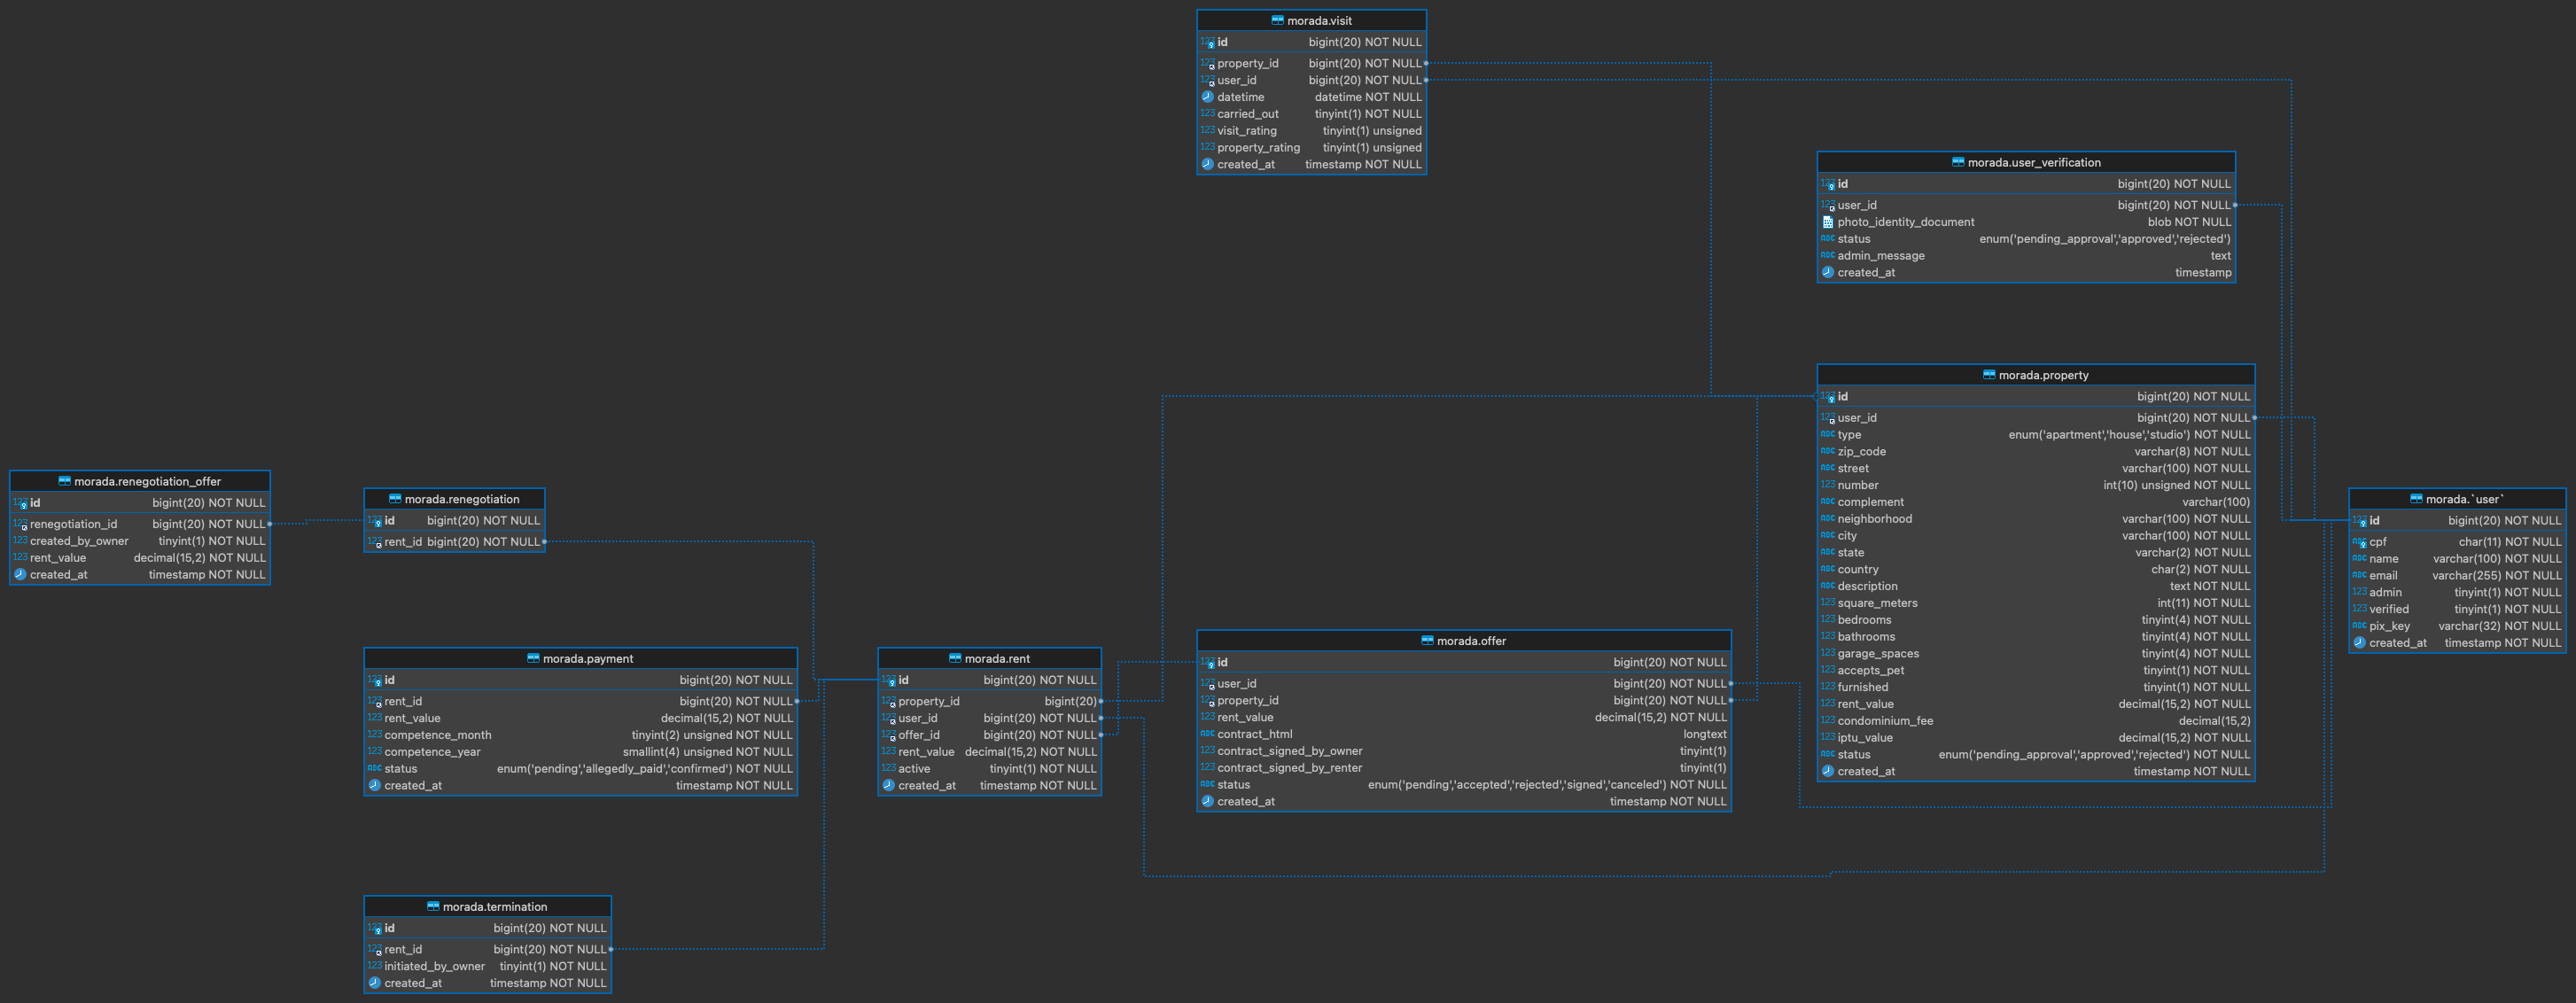 morada.visit
id bigint(20) NOT NULL
property_id bigint(20) NOT NULL
user_id bigint(20) NOT NULL
datetime datetime NOT NULL
carried_out tinyint(1) NOT NULL
visit_rating tinyint(1) unsigned
property_rating tinyint(1) unsigned
created_at timestamp NOT NULL
morada.user_verification
id bigint(20) NOT NULL
user_id bigint(20) NOT NULL
photo_identity_document blob NOT NULL
status enum('pending_approval','approved','rejected')
admin_message text
created_at timestamp
morada.property
id bigint(20) NOT NULL
user_id bigint(20) NOT NULL
type enum('apartment','house','studio') NOT NULL
zip_code varchar(8) NOT NULL
street varchar(100) NOT NULL
number int(10) unsigned NOT NULL
complement varchar(100)
neighborhood varchar(100) NOT NULL
city varchar(100) NOT NULL
state varchar(2) NOT NULL
country char(2) NOT NULL
description text NOT NULL
square_meters int(11) NOT NULL
bedrooms tinyint(4) NOT NULL
bathrooms tinyint(4) NOT NULL
garage_spaces tinyint(4) NOT NULL
accepts_pet tinyint(1) NOT NULL
furnished tinyint(1) NOT NULL
rent_value decimal(15,2) NOT NULL
condominium_fee decimal(15,2)
iptu_value decimal(15,2) NOT NULL
status enum('pending_approval','approved','rejected') NOT NULL
created_at timestamp NOT NULL
morada.renegotiation_offer
id bigint(20) NOT NULL
renegotiation_id bigint(20) NOT NULL
created_by_owner tinyint(1) NOT NULL
rent_value decimal(15,2) NOT NULL
created_at timestamp NOT NULL
morada.renegotiation
id bigint(20) NOT NULL
rent_id bigint(20) NOT NULL
morada.`user`
id bigint(20) NOT NULL
cpf char(11) NOT NULL
name varchar(100) NOT NULL
email varchar(255) NOT NULL
admin tinyint(1) NOT NULL
verified tinyint(1) NOT NULL
pix_key varchar(32) NOT NULL
created_at timestamp NOT NULL
morada.payment
id bigint(20) NOT NULL
rent_id bigint(20) NOT NULL
rent_value decimal(15,2) NOT NULL
competence_month tinyint(2) unsigned NOT NULL
competence_year smallint(4) unsigned NOT NULL
status enum('pending','allegedly_paid','confirmed') NOT NULL
created_at timestamp NOT NULL
morada.rent
id bigint(20) NOT NULL
property_id bigint(20)
user_id bigint(20) NOT NULL
offer_id bigint(20) NOT NULL
rent_value decimal(15,2) NOT NULL
active tinyint(1) NOT NULL
created_at timestamp NOT NULL
morada.offer
id bigint(20) NOT NULL
user_id bigint(20) NOT NULL
property_id bigint(20) NOT NULL
rent_value decimal(15,2) NOT NULL
contract_html longtext
contract_signed_by_owner tinyint(1)
contract_signed_by_renter tinyint(1)
status enum('pending','accepted','rejected','signed','canceled') NOT NULL
created_at timestamp NOT NULL
morada.termination
id bigint(20) NOT NULL
rent_id bigint(20) NOT NULL
initiated_by_owner tinyint(1) NOT NULL
created_at timestamp NOT NULL